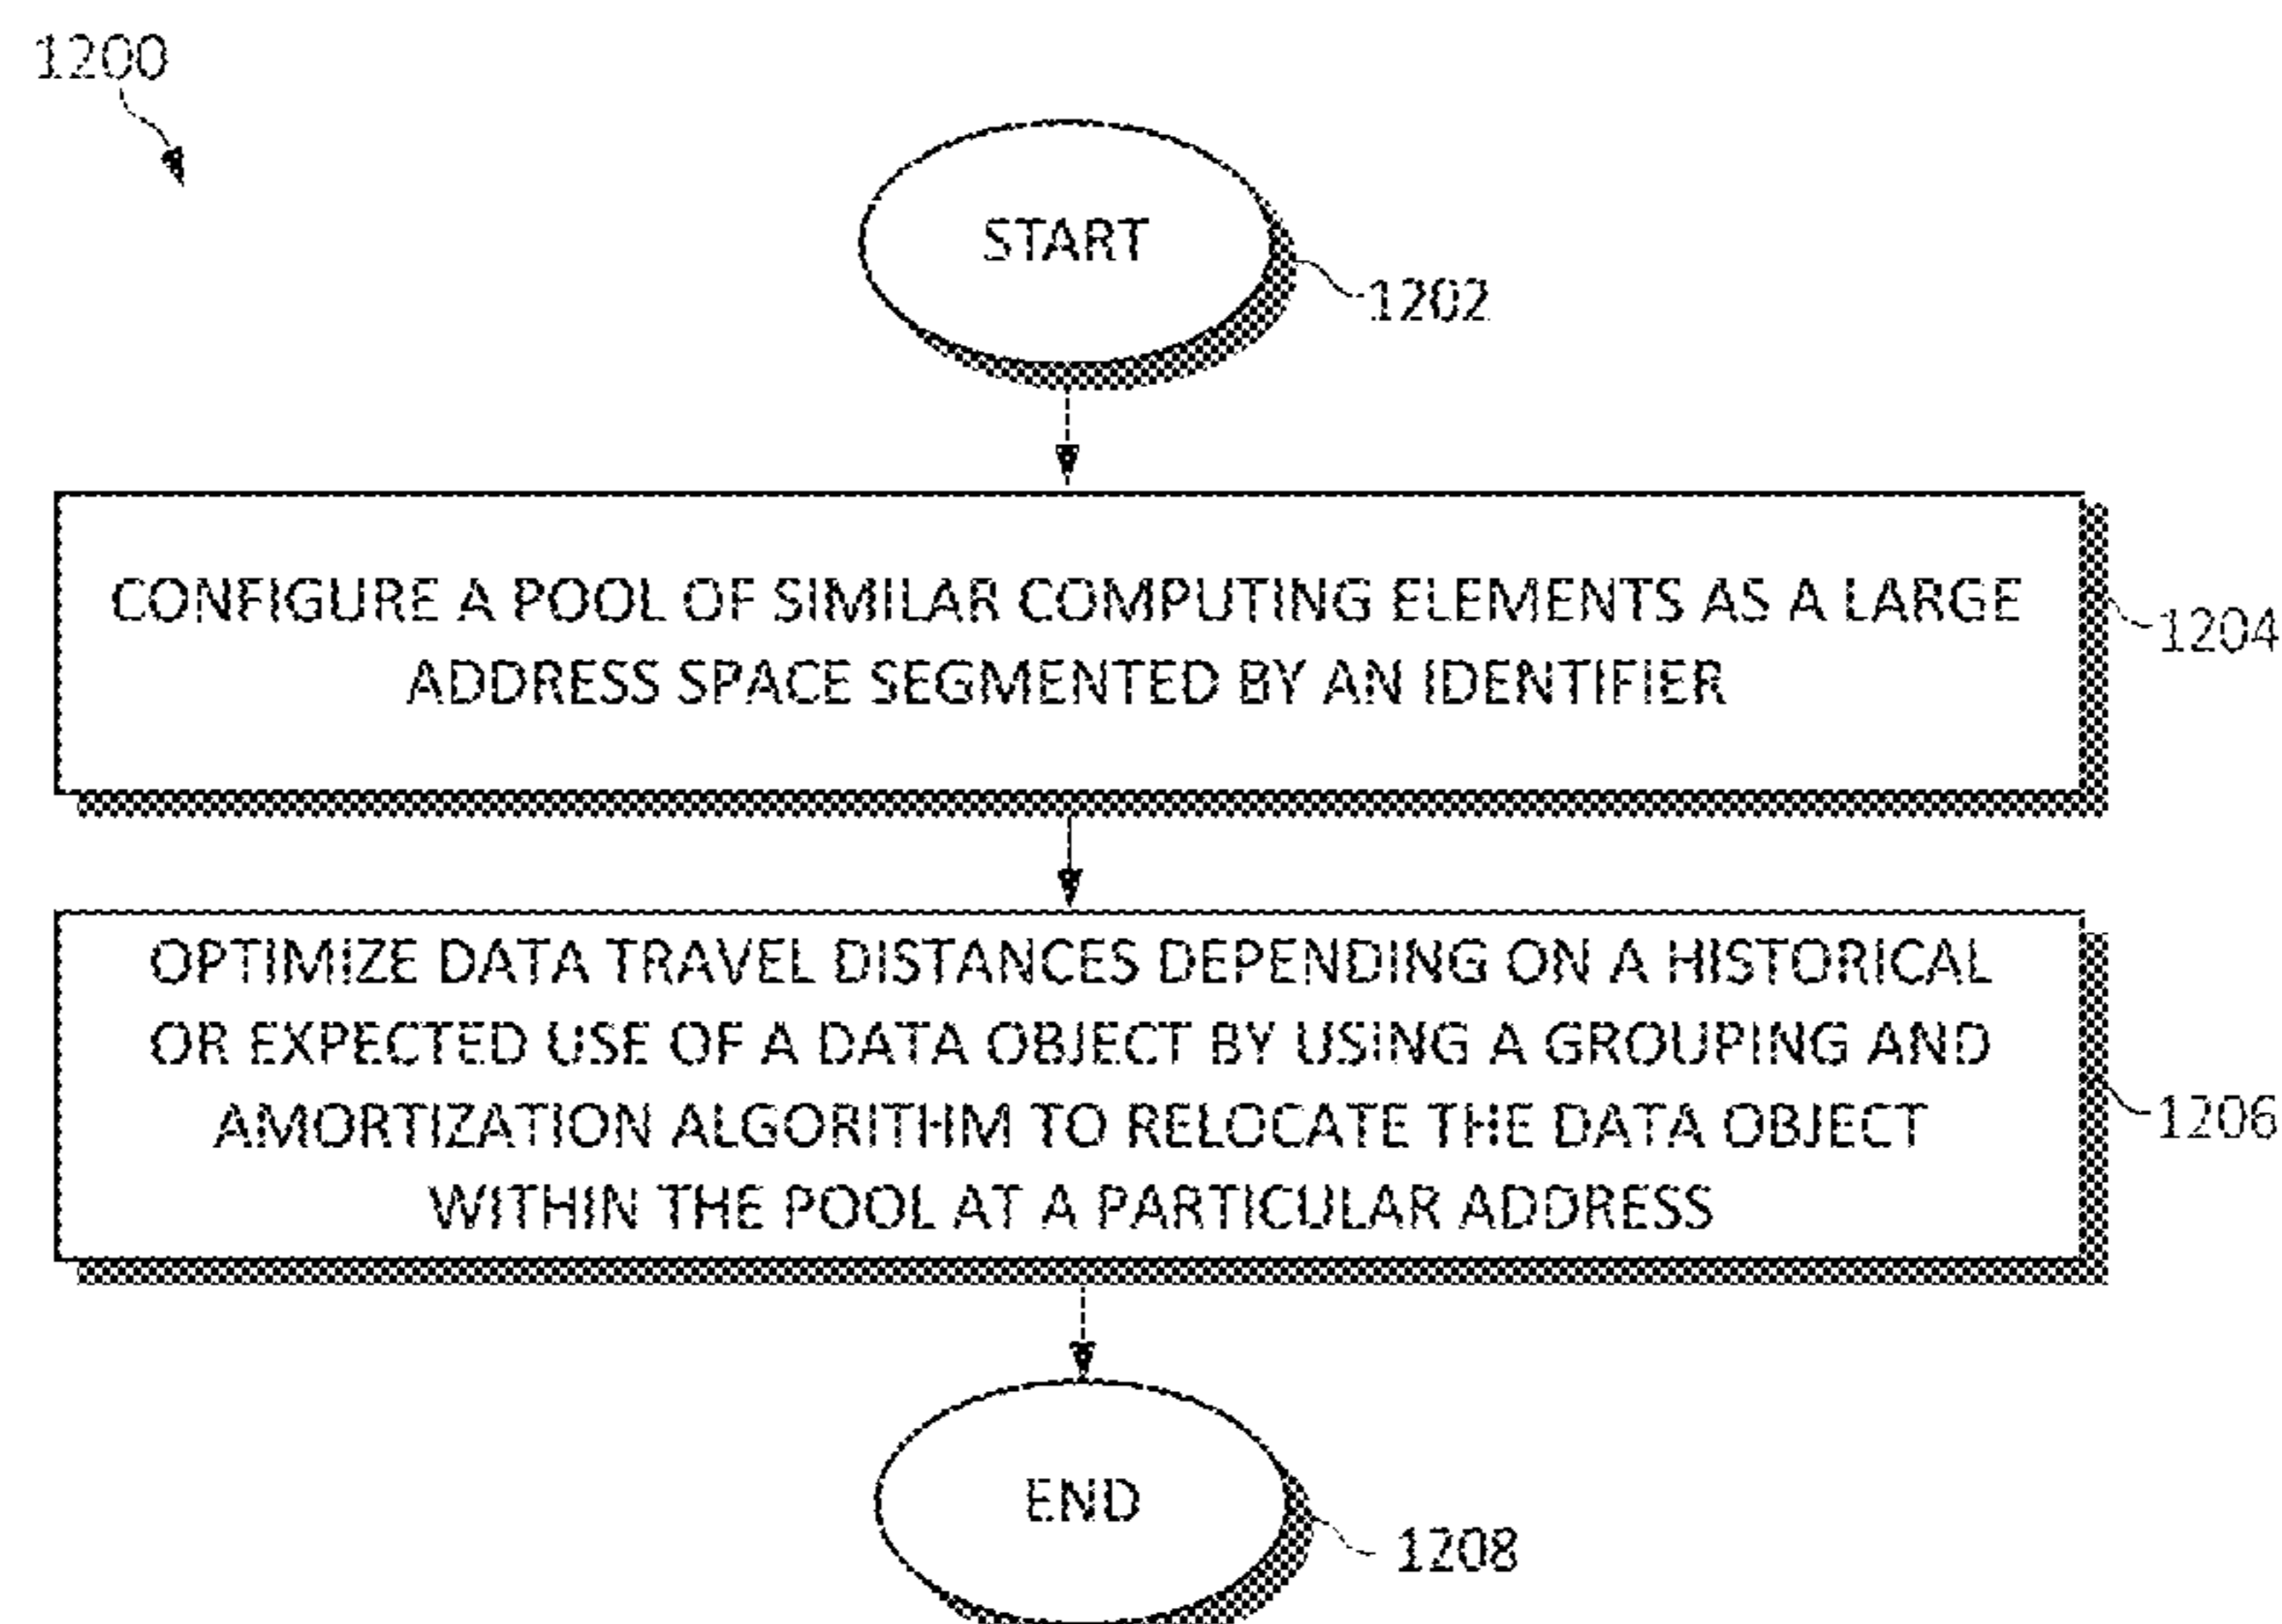 1200
START
1202
CONFIGURE A POOL OF SIMILAR COMPUTING ELEMENTS AS A LARGE
ADDRESS SPACE SEGMENTED BY AN IDENTIFIER
1204
OPTIMIZE DATA TRAVEL DISTANCES DEPENDING ON A HISTORICAL
OR EXPECTED USE OF A DATA OBJECT BY USING A GROUPING AND
AMORTIZATION ALGORITHM TO RELOCATE THE DATA OBJECT
WITHIN THE POOL AT A PARTICULAR ADDRESS
1206
END
1208